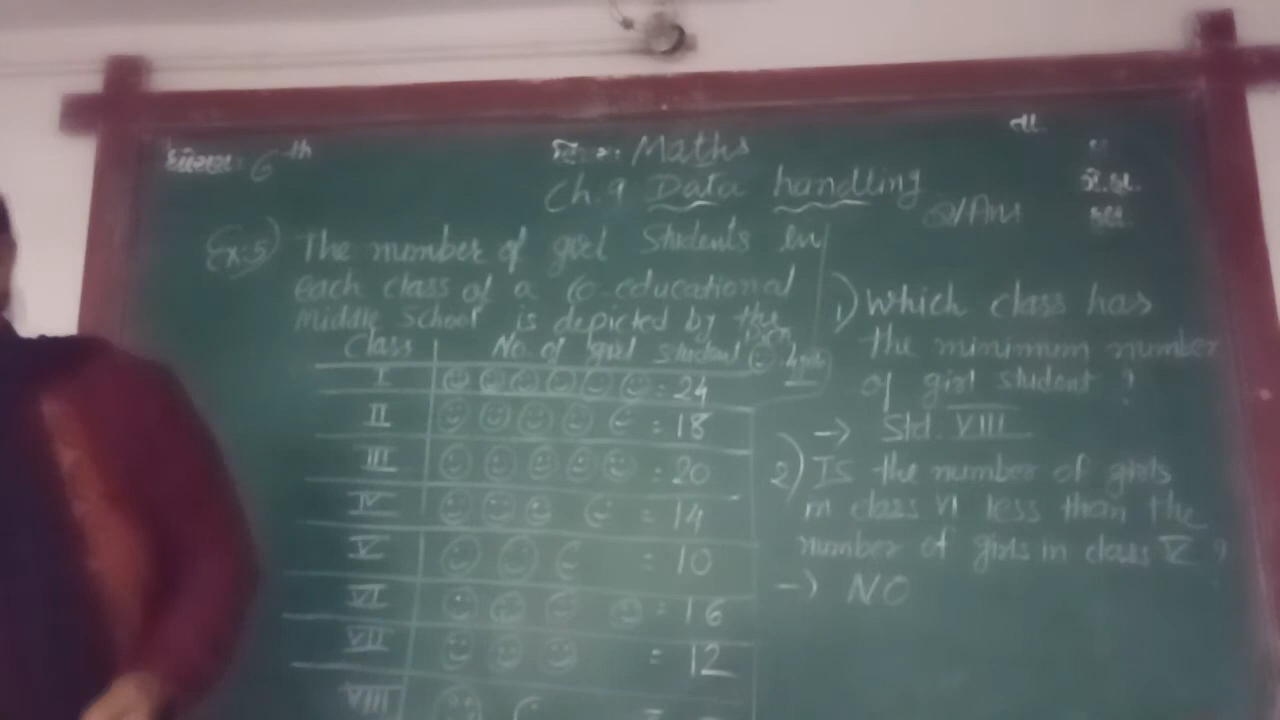 6th
Maths
Ch.9 Data handling
Q/Ans
Ex:5) The number of girl Students in
each class of a Co-educational
Middle School is depicted by the
Class No. of girl student
I = 24
II = 18
III = 20
IV = 14
V = 10
VI = 16
VII = 12
VIII
1) Which class has
the minimum number
of girl student ?
→ Std. VIII
2) Is the number of girls
in class VI less than the
number of girls in class V ?
→ NO